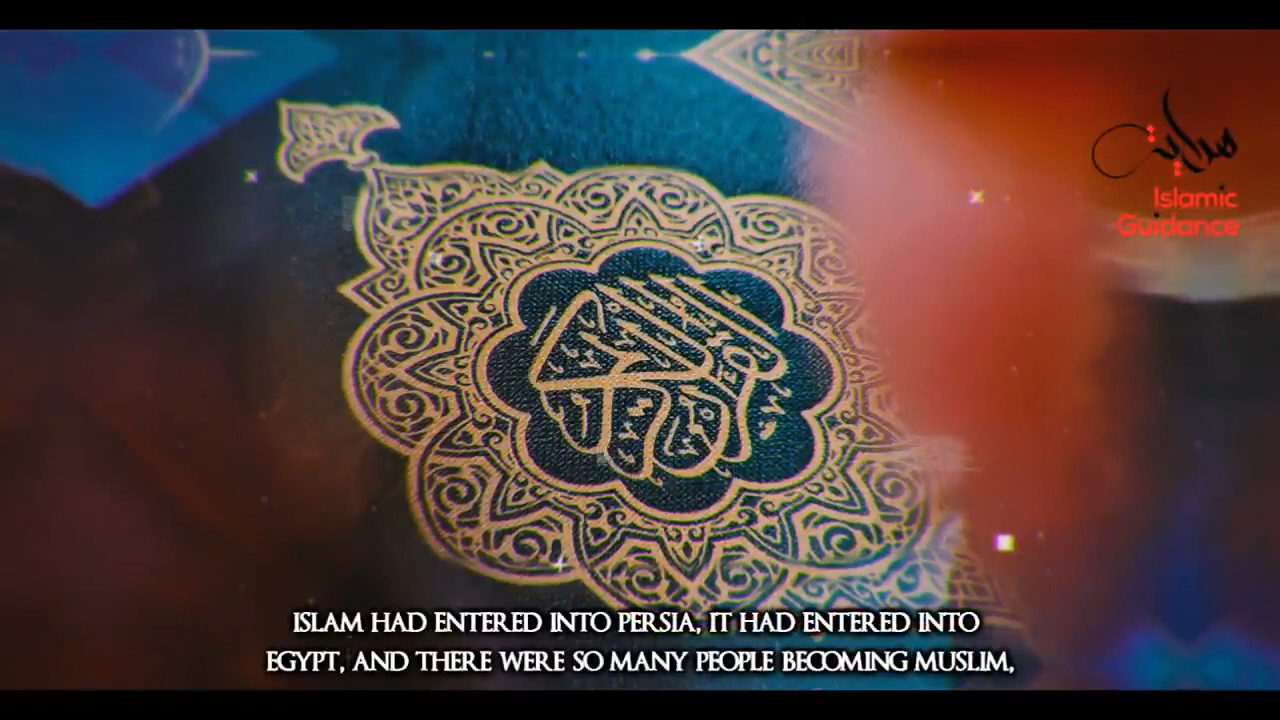 هداية
Islamic
Guidance
ISLAM HAD ENTERED INTO PERSIA, IT HAD ENTERED INTO
EGYPT, AND THERE WERE SO MANY PEOPLE BECOMING MUSLIM,